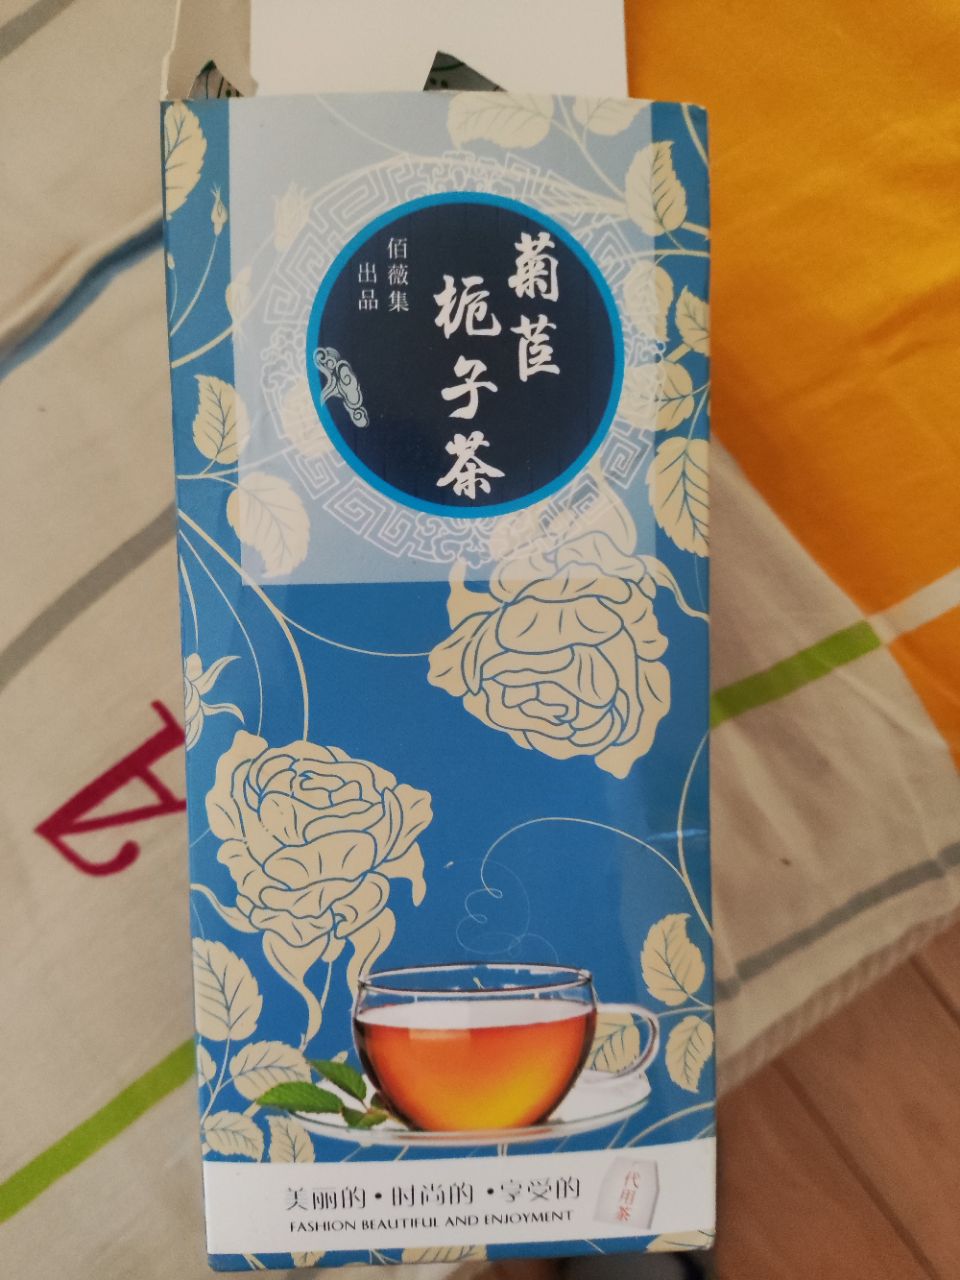 菊苣
栀子茶
佰薇集
出品
美丽的·时尚的·享受的
FASHION BEAUTIFUL AND ENJOYMENT
代用茶
A